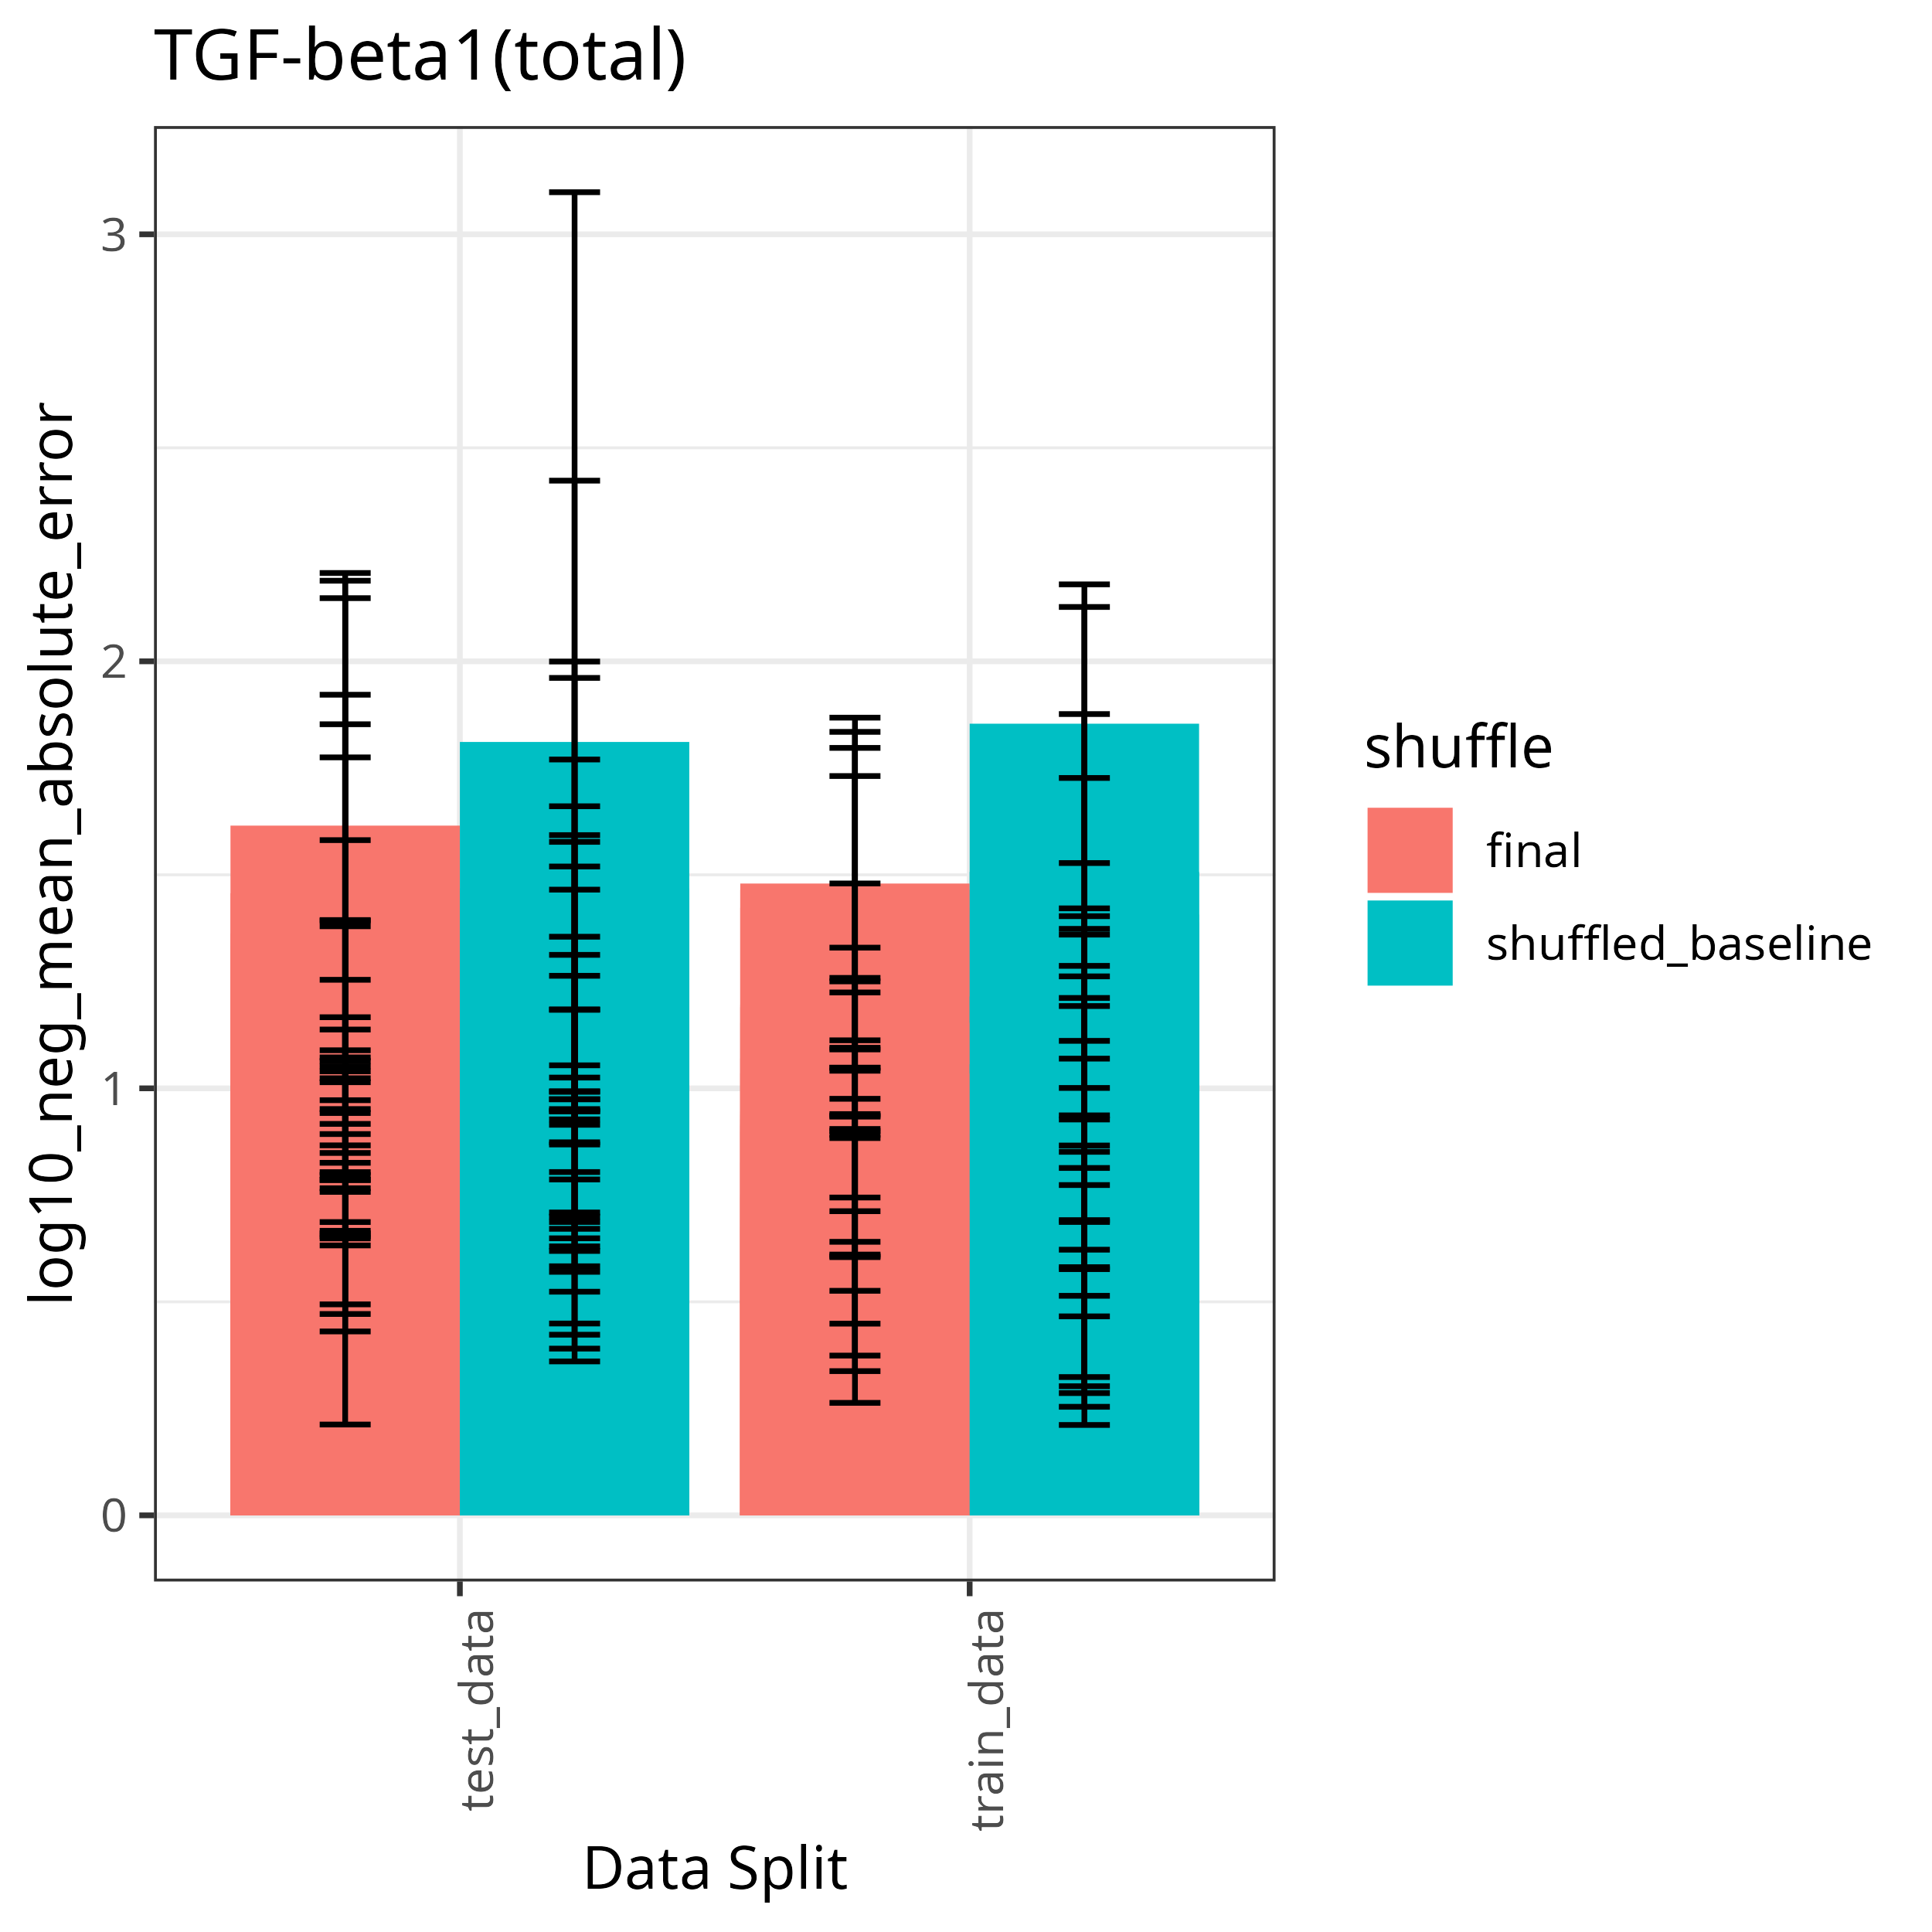 TGF-beta1(total)
log10_neg_mean_absolute_error
3
2
1
0
test_data
train_data
Data Split
shuffle
final
shuffled_baseline